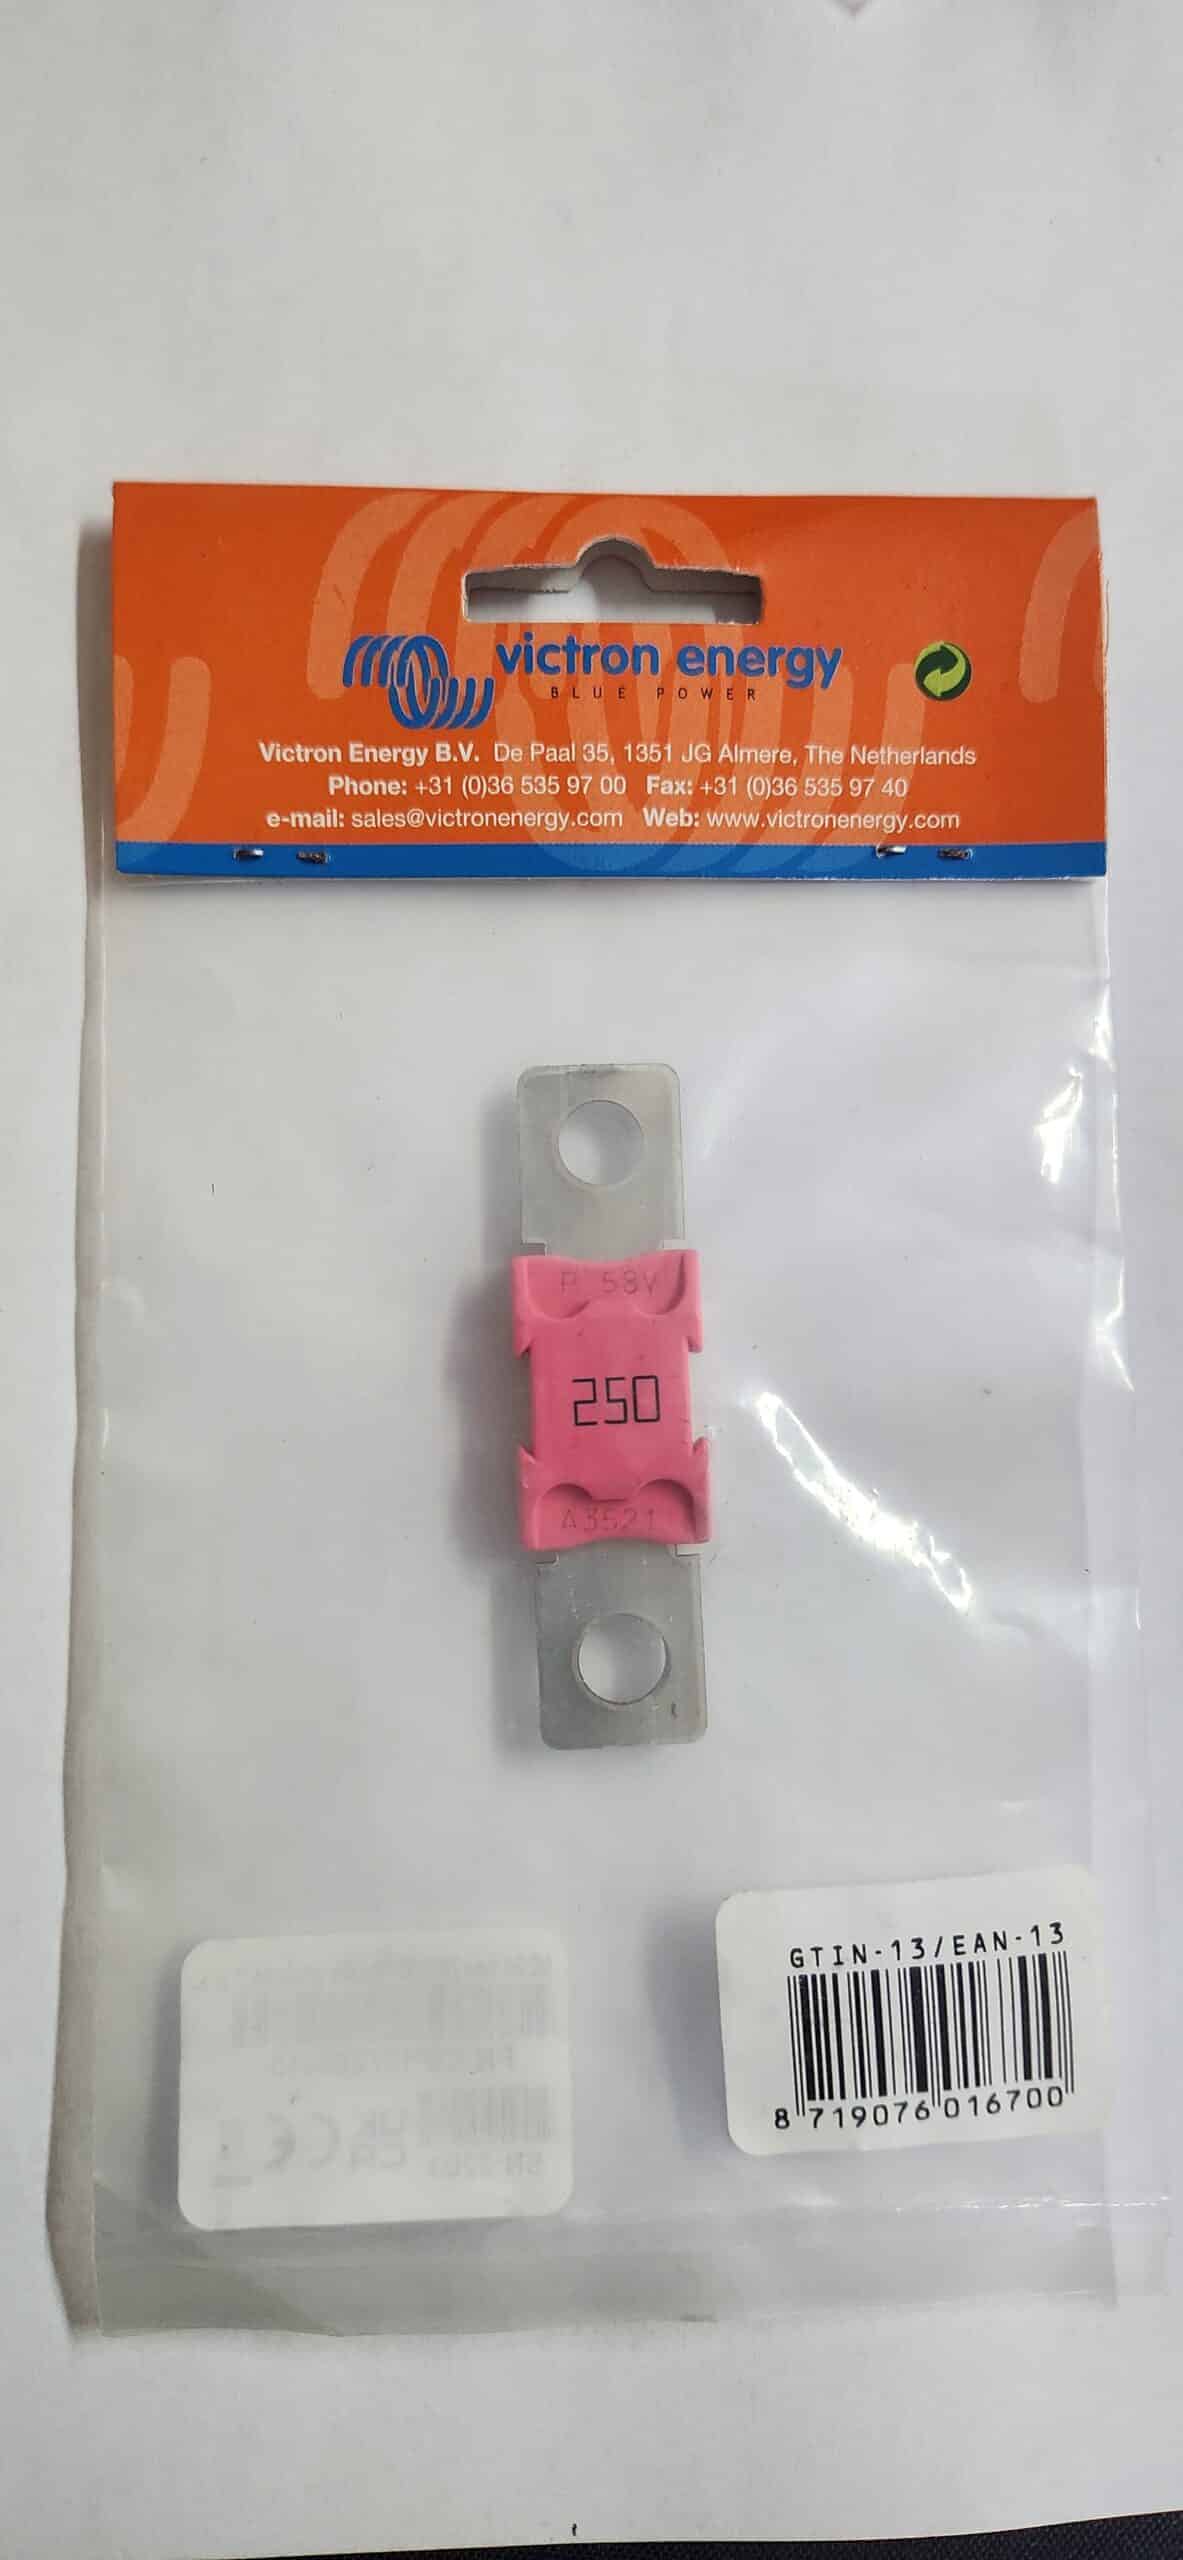 victron energy
BLUE POWER
Victron Energy B.V. De Paal 35, 1351 JG Almere, The Netherlands
Phone: +31 (0)36 535 97 00 Fax: +31 (0)36 535 97 40
e-mail: sales@victronenergy.com Web: www.victronenergy.com
P 58V
250
A3521
GTIN-13/EAN-13
8 719076 016700